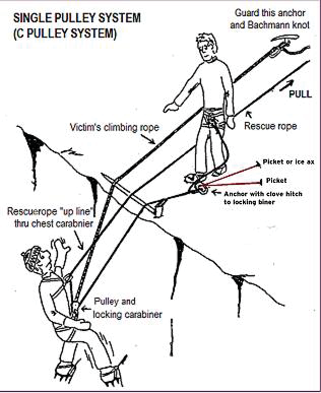 SINGLE PULLEY SYSTEM
(C PULLEY SYSTEM)
Guard this anchor
and Bachmann knot
PULL
Victim's climbing rope
Rescue rope
Picket or ice ax
Picket
Anchor with clove hitch
to locking biner
Rescuerope "up line"
thru chest carabnier
Pulley and
locking carabiner